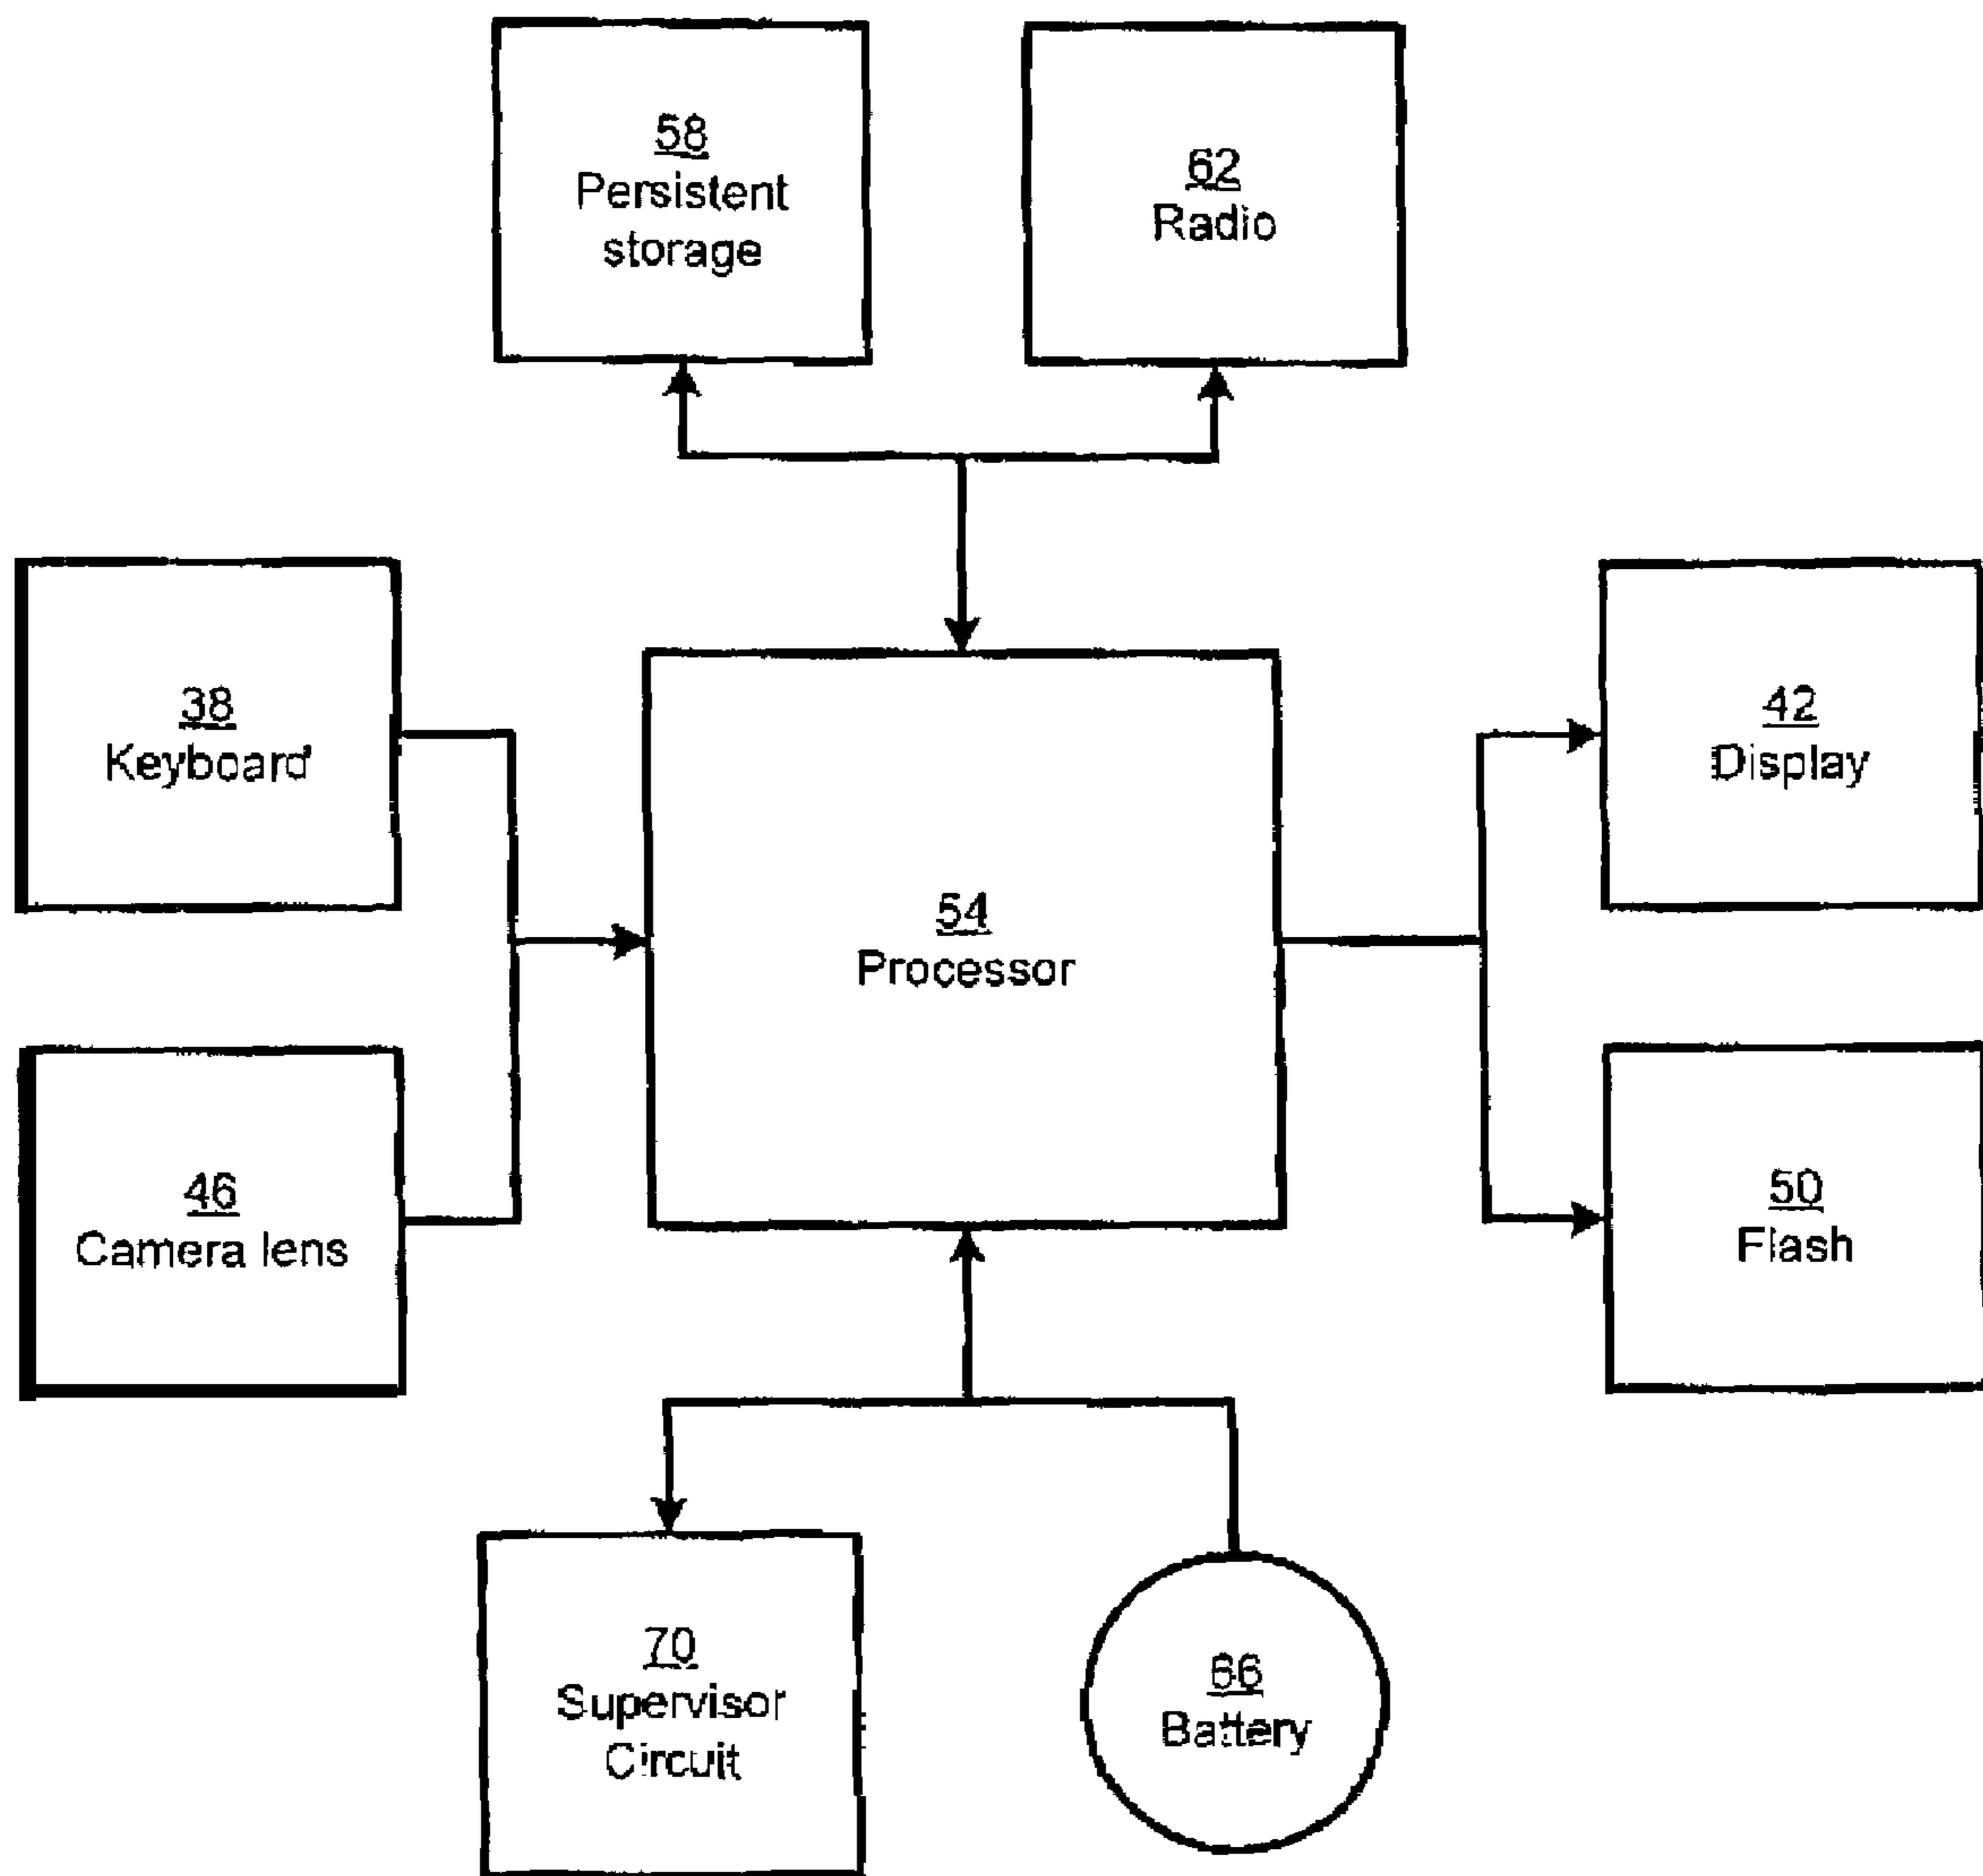 58
Persistent
storage
62
Radio
38
Keyboard
42
Display
54
Processor
46
Camera lens
50
Flash
70
Supervisor
Circuit
66
Battery